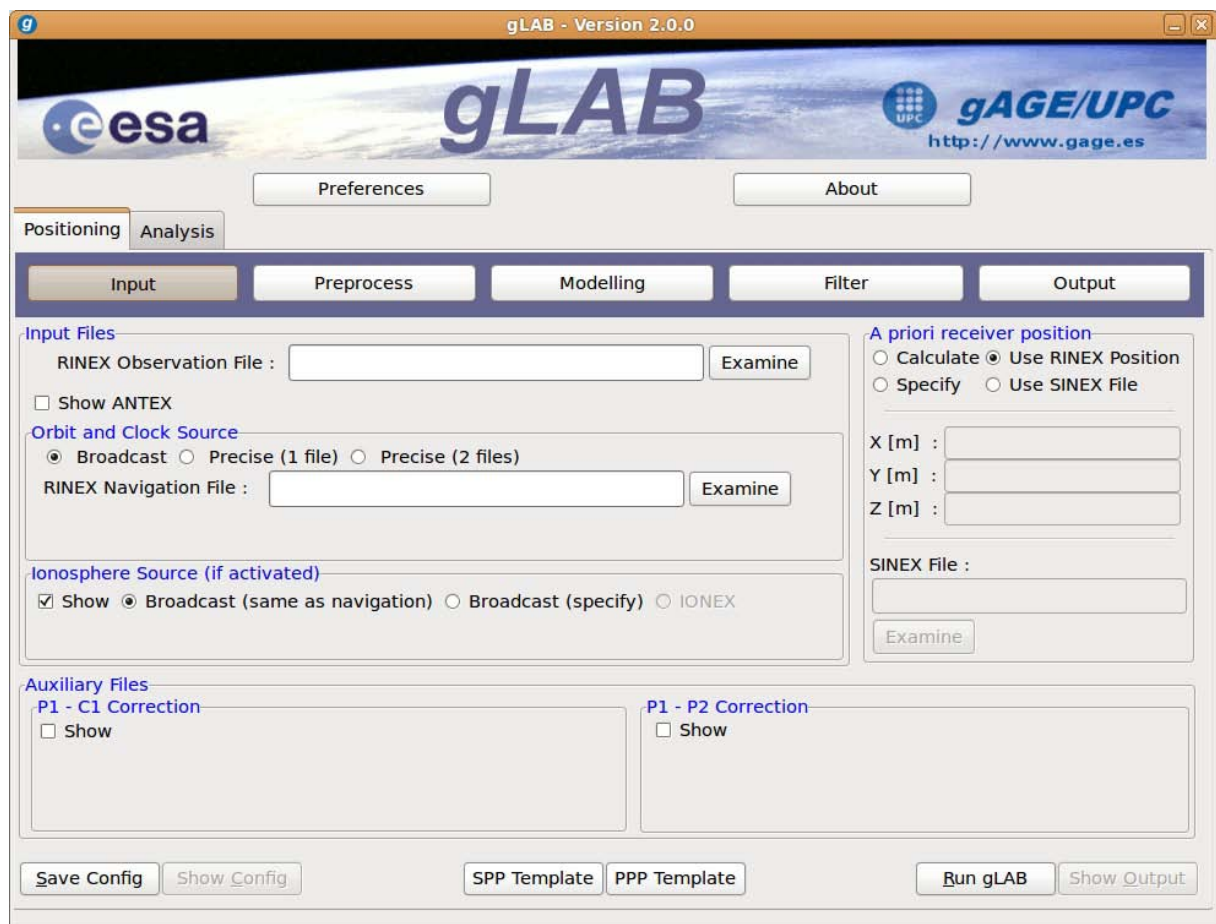 g gLAB - Version 2.0.0
esa gLAB UPC gAGE/UPC
http://www.gage.es
Preferences About
Positioning Analysis
Input Preprocess Modelling Filter Output
Input Files
RINEX Observation File : Examine
Show ANTEX
Orbit and Clock Source
Broadcast Precise (1 file) Precise (2 files)
RINEX Navigation File : Examine
Ionosphere Source (if activated)
Show Broadcast (same as navigation) Broadcast (specify) IONEX
A priori receiver position
Calculate Use RINEX Position
Specify Use SINEX File
X [m] :
Y [m] :
Z [m] :
SINEX File :
Examine
Auxiliary Files
P1 - C1 Correction
Show
P1 - P2 Correction
Show
Save Config Show Config SPP Template PPP Template Run gLAB Show Output